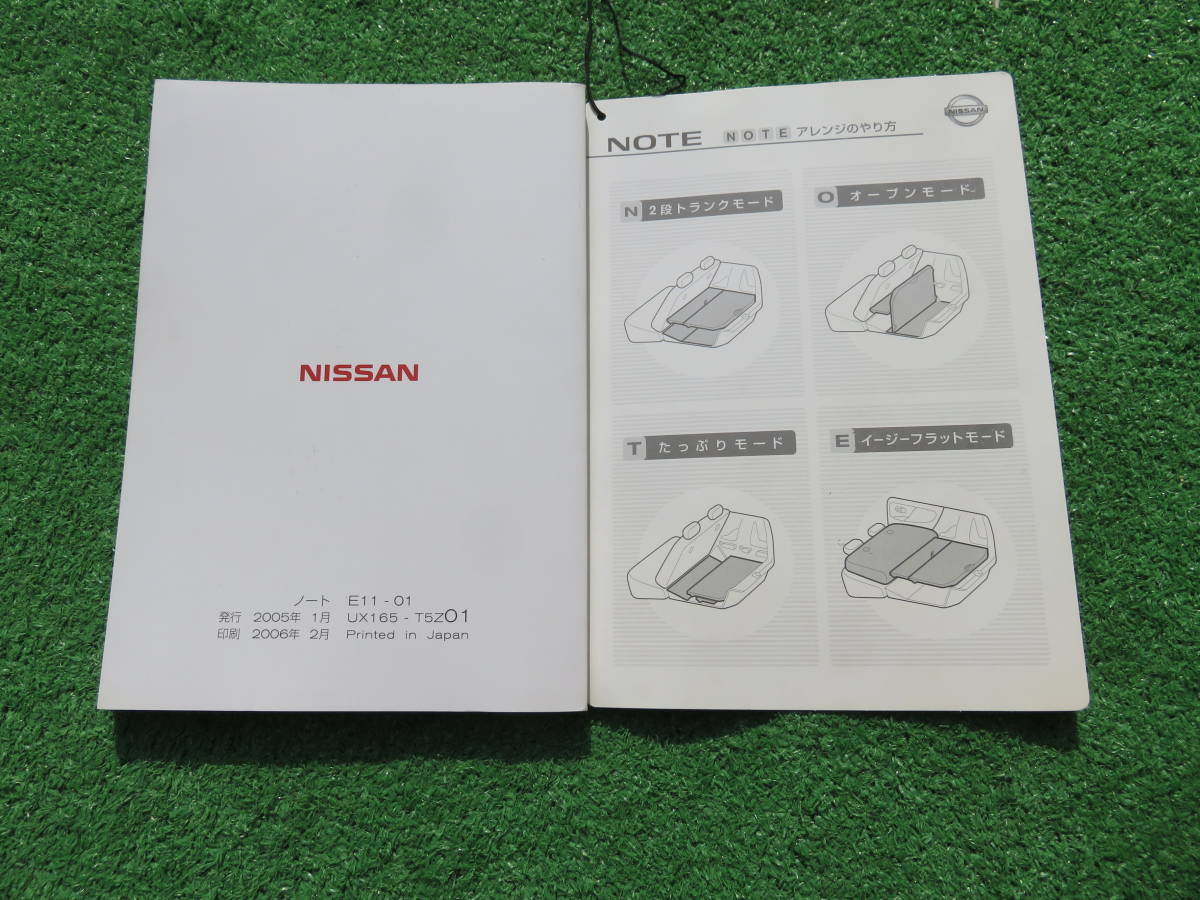 NISSAN
ノート E11-01
発行 2005年 1月 UX165-T5Z01
印刷 2006年 2月 Printed in Japan
NISSAN
NOTE NOTE アレンジのやり方
N 2段トランクモード
O オープンモード
T たっぷりモード
E イージーフラットモード